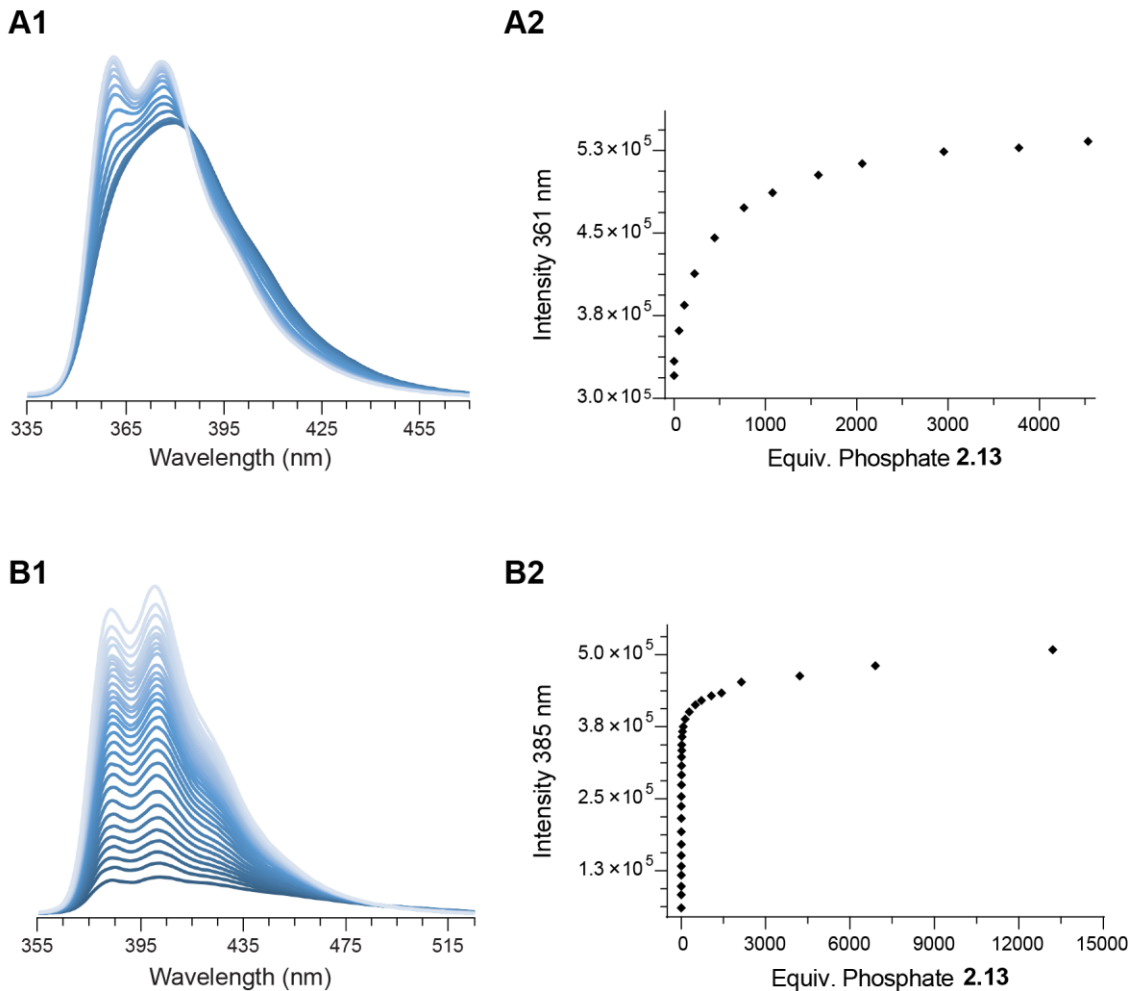 A1
335 365 395 425 455
Wavelength (nm)
A2
Intensity 361 nm
5.3 × 10⁵
4.5 × 10⁵
3.8 × 10⁵
3.0 × 10⁵
0 1000 2000 3000 4000
Equiv. Phosphate 2.13
B1
355 395 435 475 515
Wavelength (nm)
B2
Intensity 385 nm
5.0 × 10⁵
3.8 × 10⁵
2.5 × 10⁵
1.3 × 10⁵
0 3000 6000 9000 12000 15000
Equiv. Phosphate 2.13